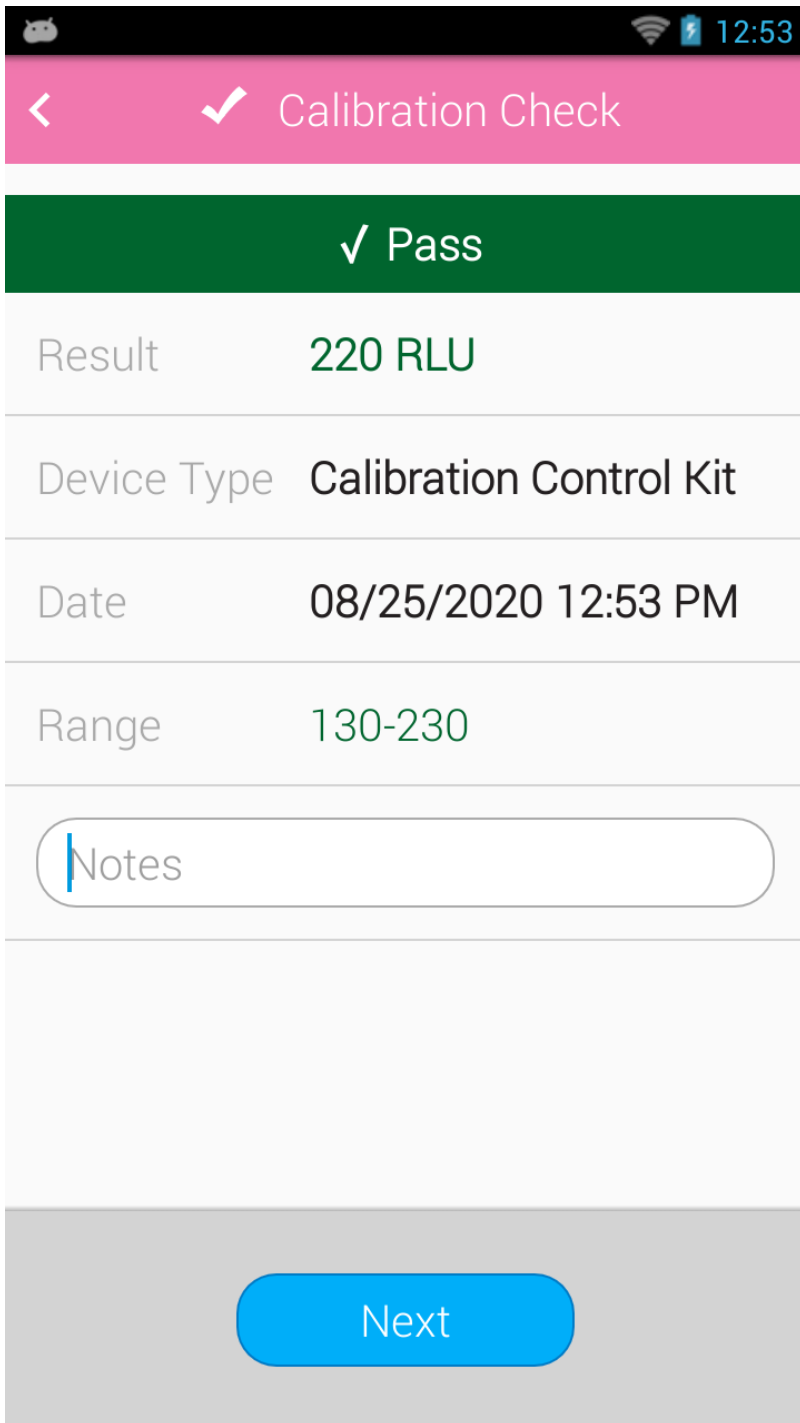 12:53
Calibration Check
√ Pass
Result 220 RLU
Device Type Calibration Control Kit
Date 08/25/2020 12:53 PM
Range 130-230
Notes
Next